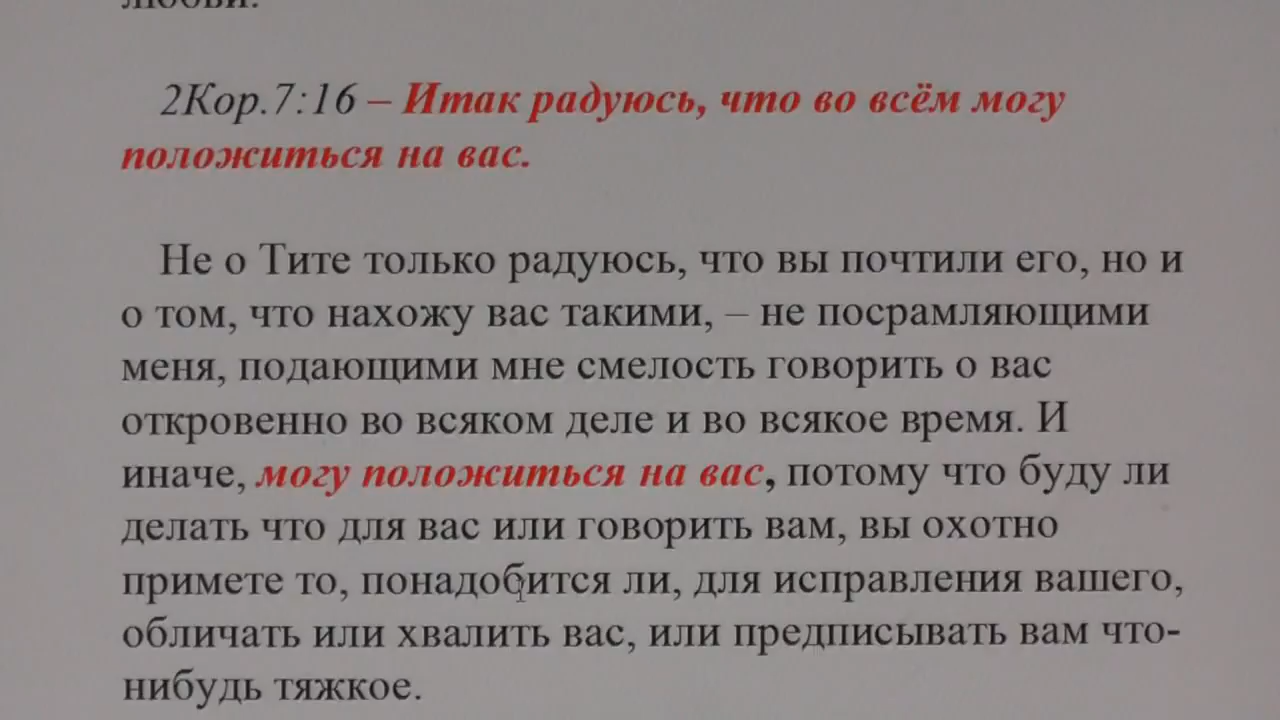 любви.
2Кор.7:16 – Итак радуюсь, что во всём могу
положиться на вас.
Не о Тите только радуюсь, что вы почтили его, но и
о том, что нахожу вас такими, – не посрамляющими
меня, подающими мне смелость говорить о вас
откровенно во всяком деле и во всякое время. И
иначе, могу положиться на вас, потому что буду ли
делать что для вас или говорить вам, вы охотно
примете то, понадобится ли, для исправления вашего,
обличать или хвалить вас, или предписывать вам что-
нибудь тяжкое.